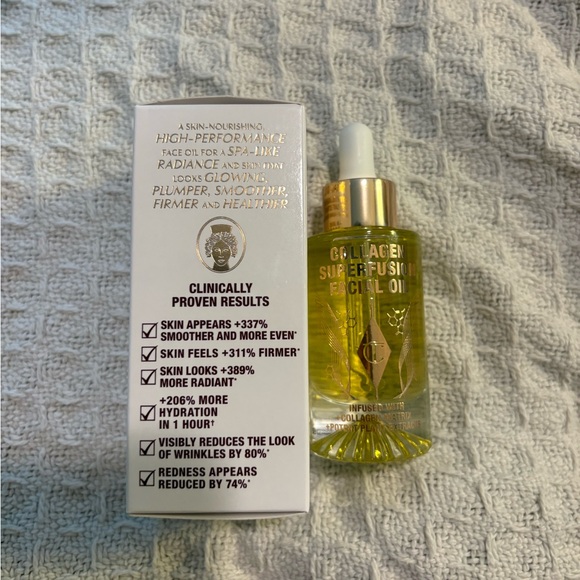 A SKIN-NOURISHING,
HIGH-PERFORMANCE
FACE OIL FOR A SPA-LIKE
RADIANCE AND SKIN THAT
LOOKS GLOWING,
PLUMPER, SMOOTHER,
FIRMER AND HEALTHIER
CLINICALLY
PROVEN RESULTS
SKIN APPEARS +337%
SMOOTHER AND MORE EVEN*
SKIN FEELS +311% FIRMER*
SKIN LOOKS +389%
MORE RADIANT*
+206% MORE
HYDRATION
IN 1 HOUR†
VISIBLY REDUCES THE LOOK
OF WRINKLES BY 80%*
REDNESS APPEARS
REDUCED BY 74%*
COLLAGEN
SUPERFUSION
FACIAL OIL
CT
INFUSED WITH